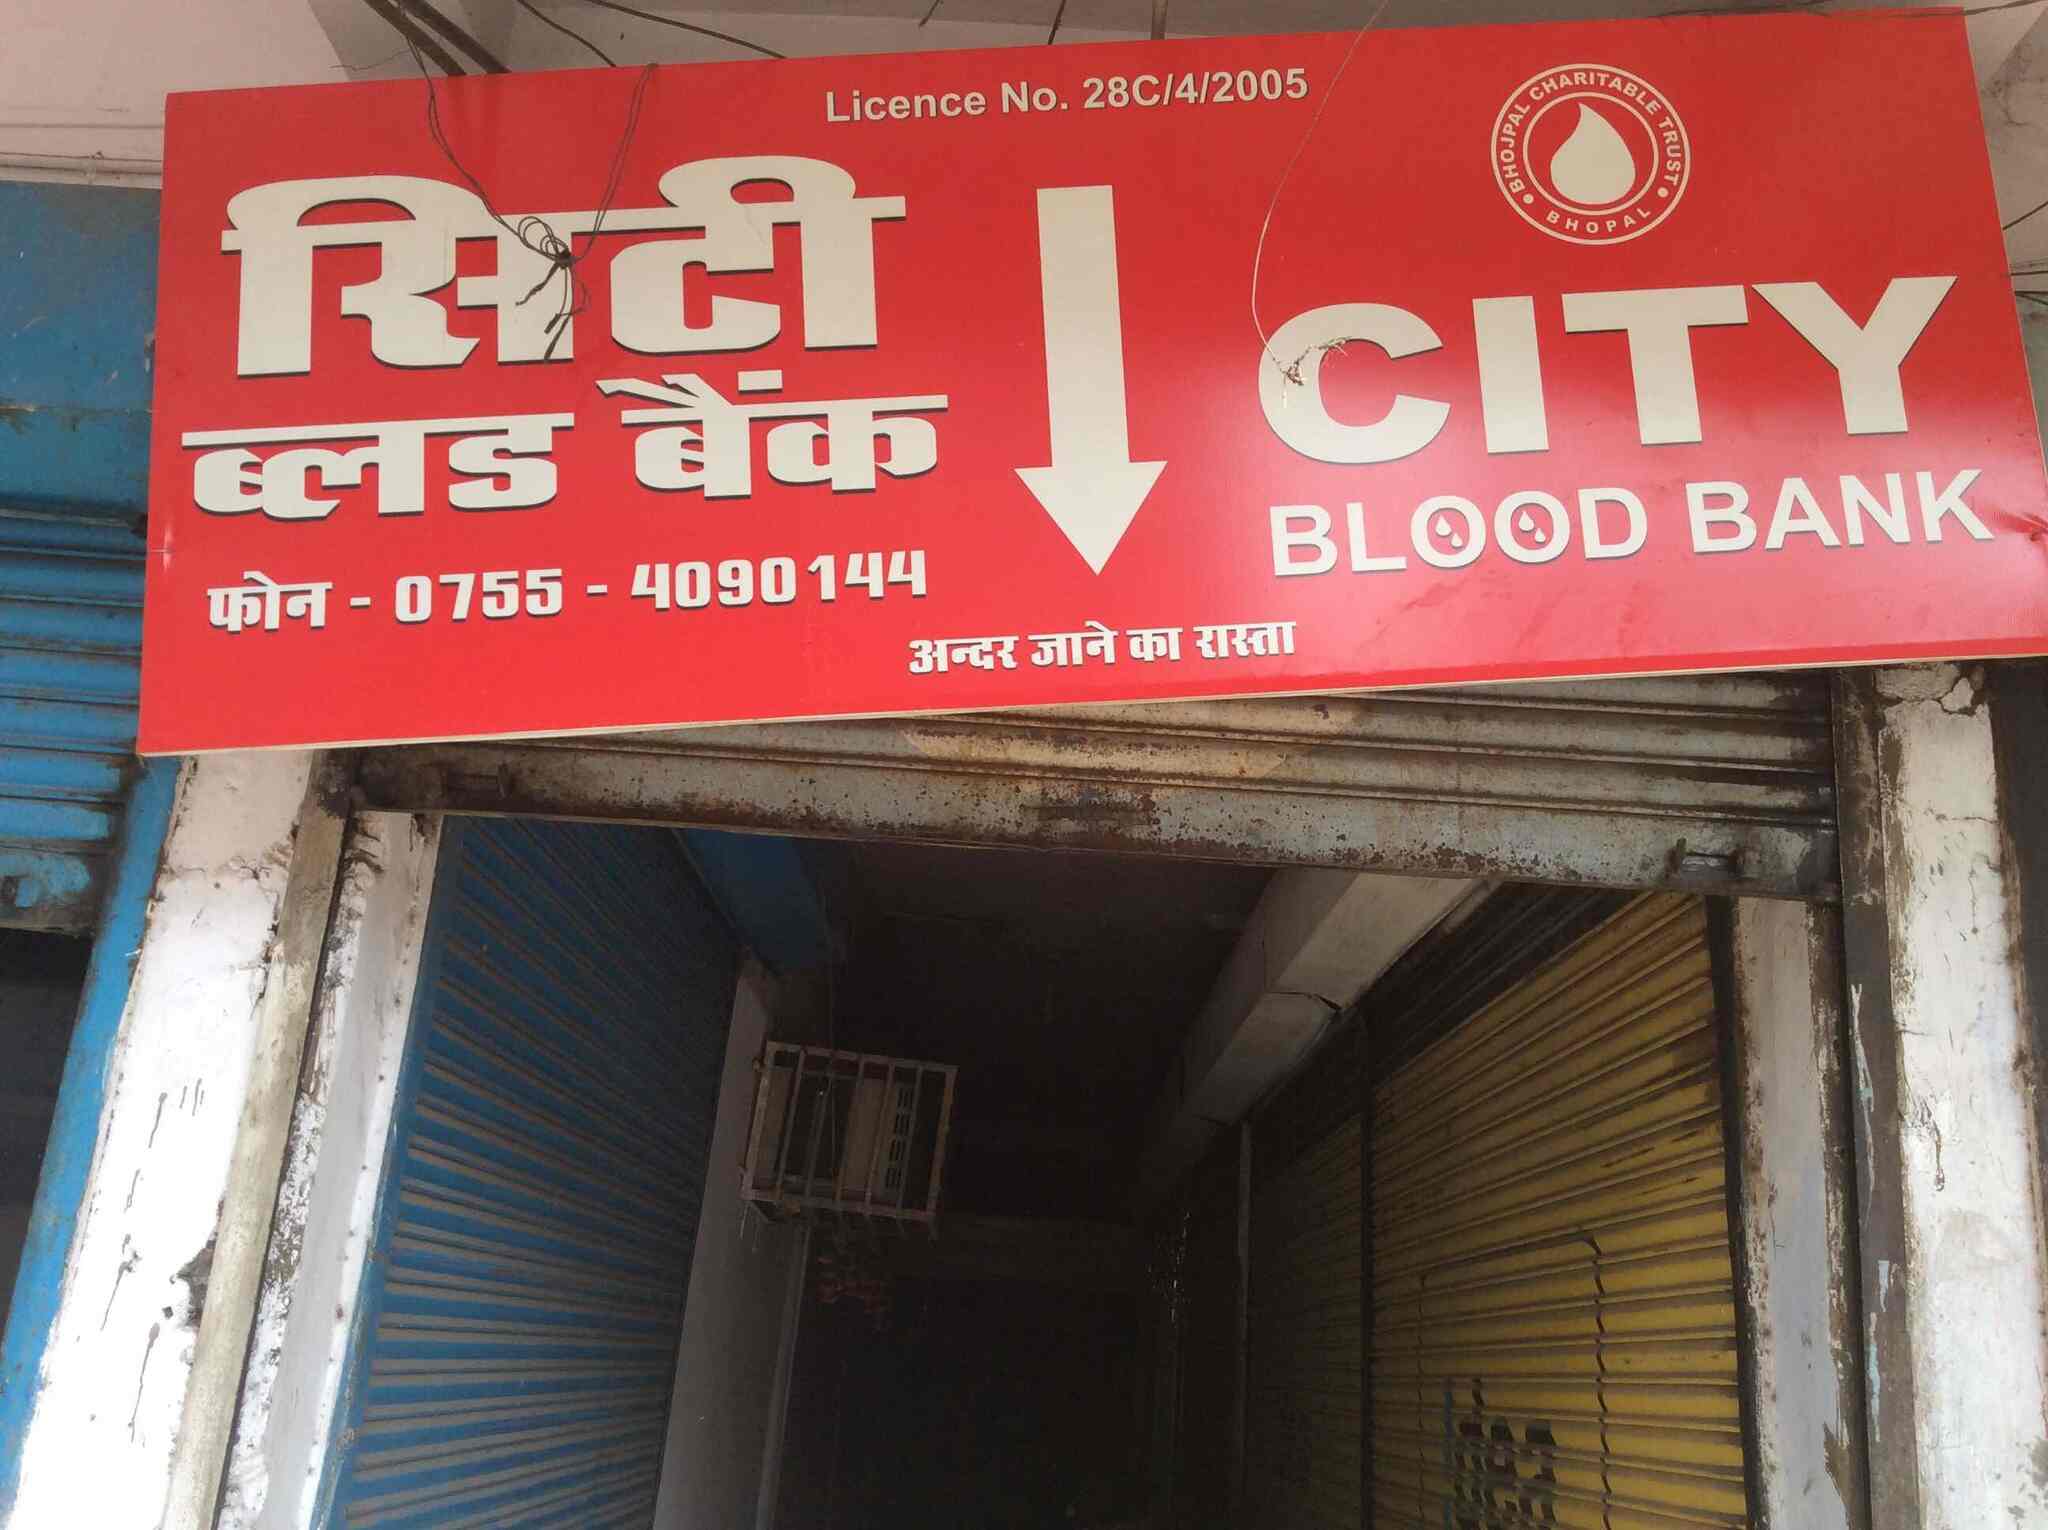 Licence No. 28C/4/2005
BHOJPAL CHARITABLE TRUST
BHOPAL
सिटी
ब्लड बैंक
फोन - 0755 - 4090144
CITY
BLOOD BANK
अन्दर जाने का रास्ता